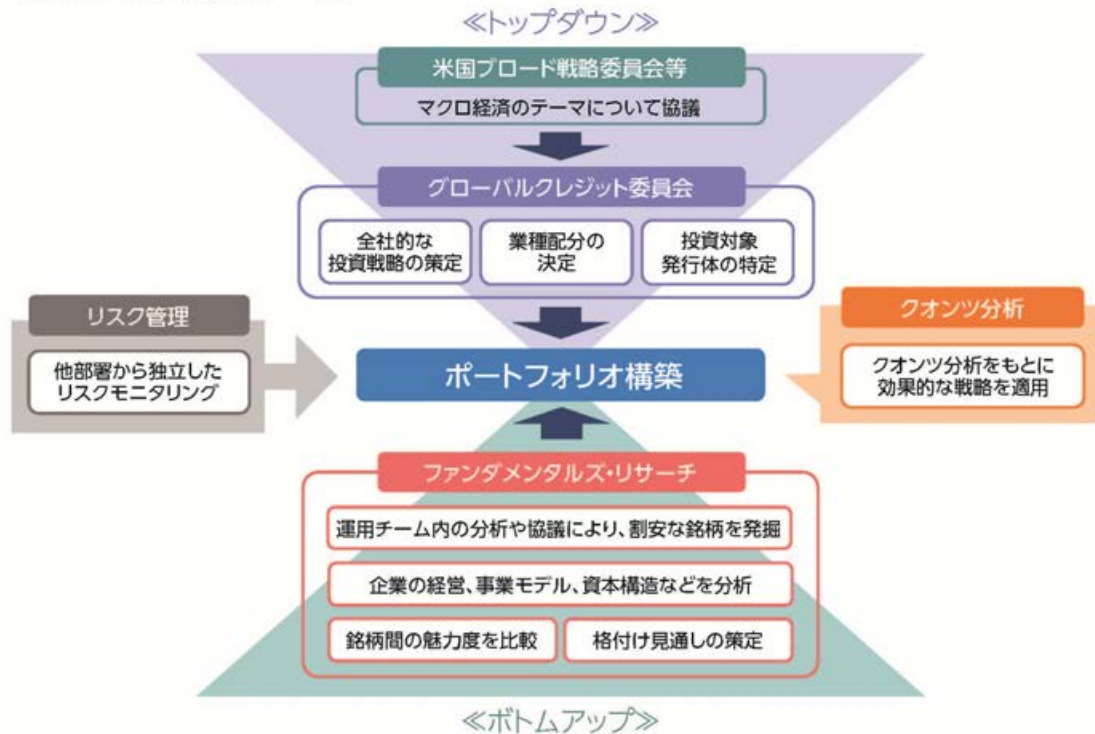 ≪トップダウン≫
米国ブロード戦略委員会等
マクロ経済のテーマについて協議
グローバルクレジット委員会
全社的な
投資戦略の策定
業種配分の
決定
投資対象
発行体の特定
リスク管理
他部署から独立した
リスクモニタリング
ポートフォリオ構築
クオンツ分析
クオンツ分析をもとに
効果的な戦略を適用
ファンダメンタルズ・リサーチ
運用チーム内の分析や協議により、割安な銘柄を発掘
企業の経営、事業モデル、資本構造などを分析
銘柄間の魅力度を比較
格付け見通しの策定
≪ボトムアップ≫